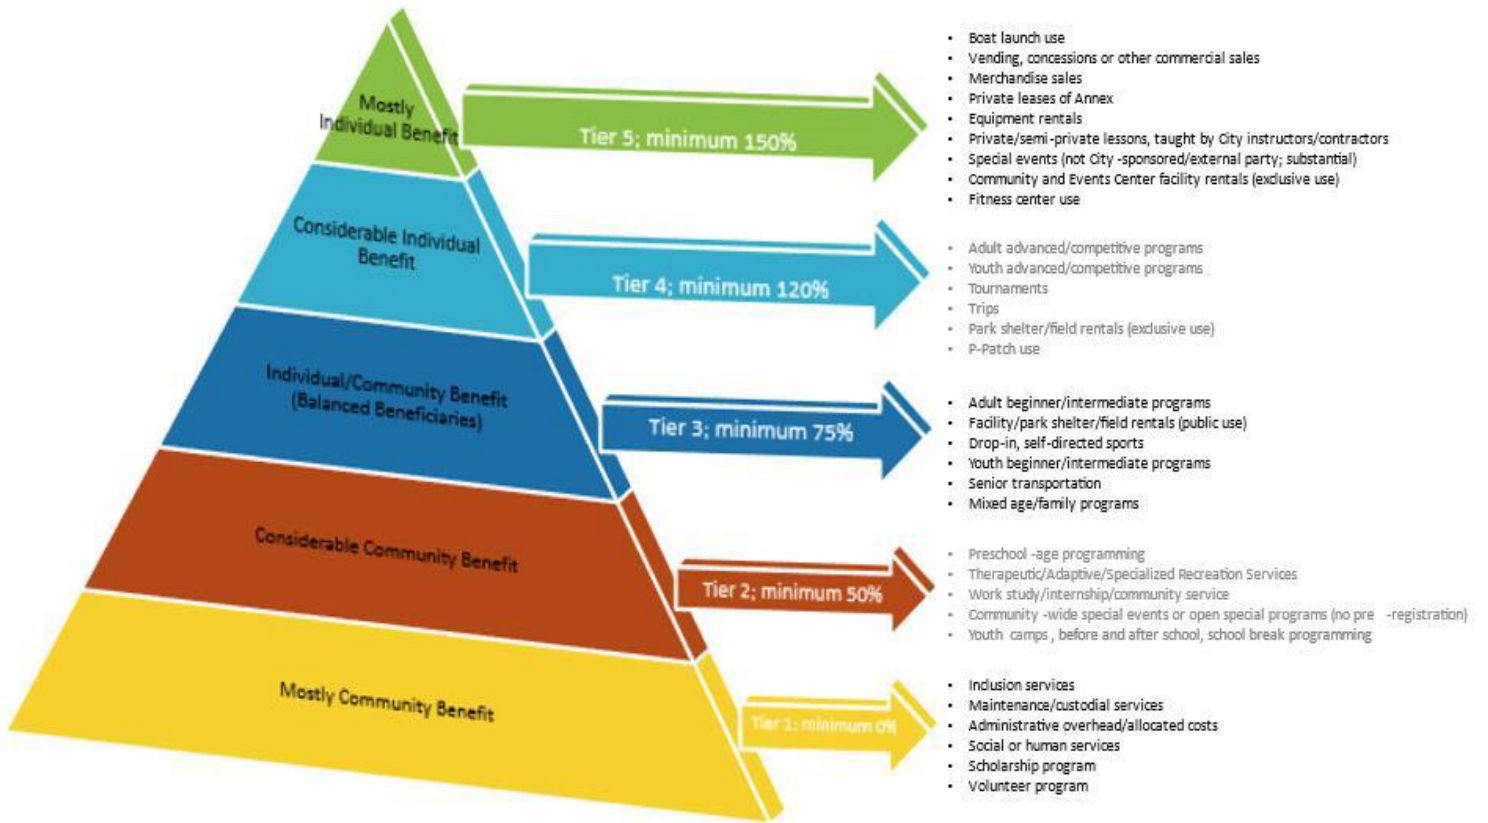 Mostly
Individual Benefit
Tier 5; minimum 150%
• Boat launch use
• Vending, concessions or other commercial sales
• Merchandise sales
• Private leases of Annex
• Equipment rentals
• Private/semi-private lessons, taught by City instructors/contractors
• Special events (not City -sponsored/external party; substantial)
• Community and Events Center facility rentals (exclusive use)
• Fitness center use
Considerable Individual
Benefit
Tier 4; minimum 120%
• Adult advanced/competitive programs
• Youth advanced/competitive programs
• Tournaments
• Trips
• Park shelter/field rentals (exclusive use)
• P-Patch use
Individual/Community Benefit
(Balanced Beneficiaries)
Tier 3; minimum 75%
• Adult beginner/intermediate programs
• Facility/park shelter/field rentals (public use)
• Drop-in, self-directed sports
• Youth beginner/intermediate programs
• Senior transportation
• Mixed age/family programs
Considerable Community Benefit
Tier 2; minimum 50%
• Preschool -age programming
• Therapeutic/Adaptive/Specialized Recreation Services
• Work study/internship/community service
• Community -wide special events or open special programs (no pre -registration)
• Youth camps , before and after school, school break programming
Mostly Community Benefit
Tier 1; minimum 0%
• Inclusion services
• Maintenance/custodial services
• Administrative overhead/allocated costs
• Social or human services
• Scholarship program
• Volunteer program